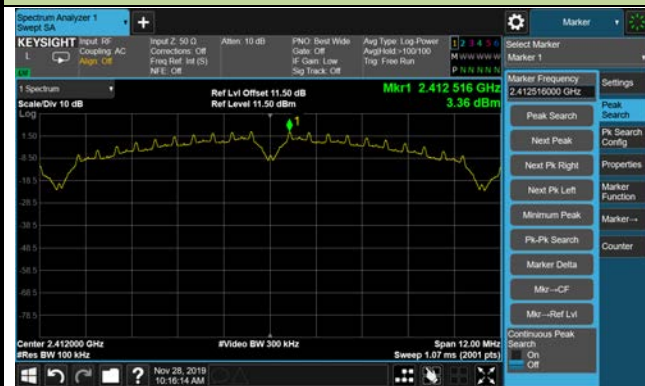 Spectrum Analyzer 1
Swept SA
+
Marker
KEYSIGHT
Input: RF
Coupling: AC
Align: Off
Input Z: 50 Ω
Corrections: Off
Freq Ref: Int (S)
NFE: Off
Atten: 10 dB
PNO: Best Wide
Gate: Off
IF Gain: Low
Sig Track: Off
Avg Type: Log-Power
Avg|Hold:>100/100
Trig: Free Run
1 2 3 4 5 6
M W W W W W
P N N N N N
Select Marker
Marker 1
1 Spectrum
Scale/Div 10 dB
Log
Ref Lvl Offset 11.50 dB
Ref Level 11.50 dBm
Mkr1 2.412 516 GHz
3.36 dBm
1
1.50
-8.50
-18.5
-28.5
-38.5
-48.5
-58.5
-68.5
-78.5
Center 2.412000 GHz
#Res BW 100 kHz
#Video BW 300 kHz
Span 12.00 MHz
Sweep 1.07 ms (2001 pts)
Marker Frequency
2.412516000 GHz
Peak Search
Next Peak
Next Pk Right
Next Pk Left
Minimum Peak
Pk-Pk Search
Marker Delta
Mkr→CF
Mkr→Ref Lvl
Continuous Peak
Search
On
Off
Settings
Peak
Search
Pk Search
Config
Properties
Marker
Function
Marker→
Counter
?
Nov 28, 2019
10:16:14 AM